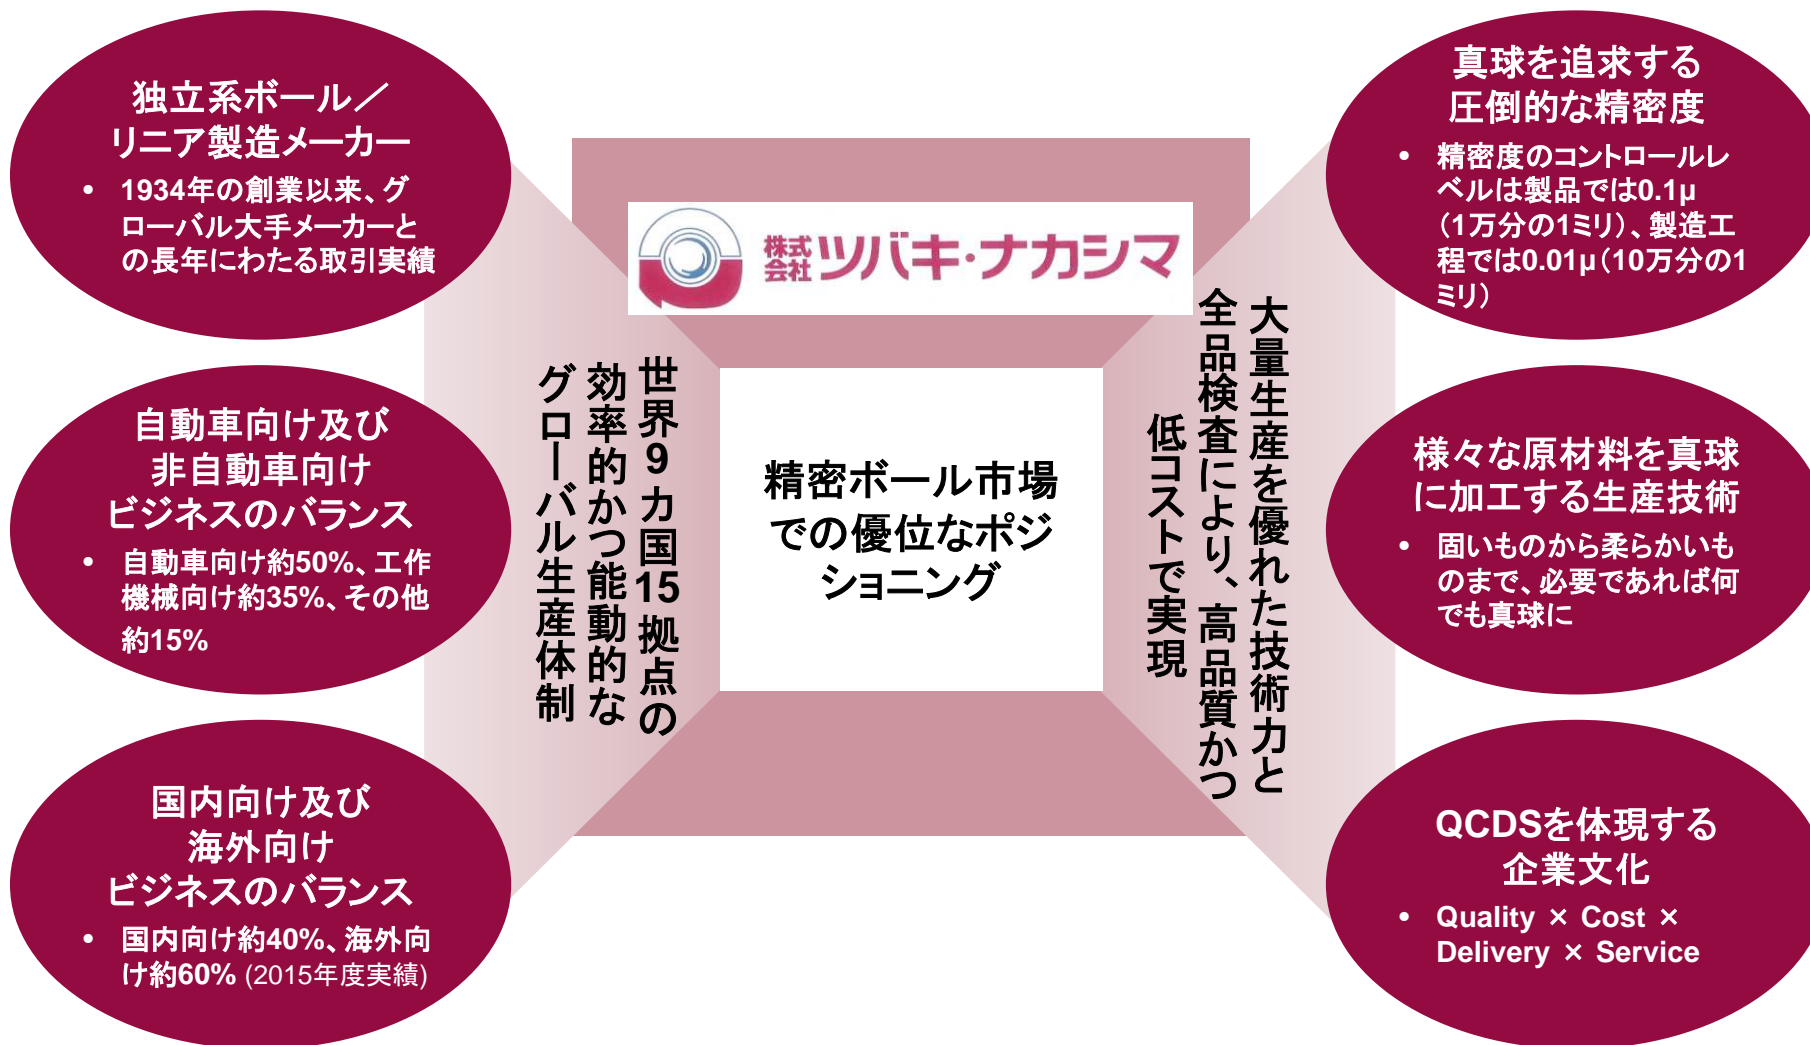 独立系ボール／
リニア製造メーカー
• 1934年の創業以来、グ
ローバル大手メーカーと
の長年にわたる取引実績
自動車向け及び
非自動車向け
ビジネスのバランス
• 自動車向け約50%、工作
機械向け約35%、その他
約15%
国内向け及び
海外向け
ビジネスのバランス
• 国内向け約40%、海外向
け約60% (2015年度実績)
株式会社 ツバキ・ナカシマ
世界9カ国15拠点の
効率的かつ能動的な
グローバル生産体制
精密ボール市場
での優位なポジ
ショニング
大量生産を優れた技術力と
全品検査により、高品質かつ
低コストで実現
真球を追求する
圧倒的な精密度
• 精密度のコントロールレ
ベルは製品では0.1μ
（1万分の1ミリ）、製造工
程では0.01μ（10万分の1
ミリ）
様々な原材料を真球
に加工する生産技術
• 固いものから柔らかいも
のまで、必要であれば何
でも真球に
QCDSを体現する
企業文化
• Quality × Cost ×
Delivery × Service